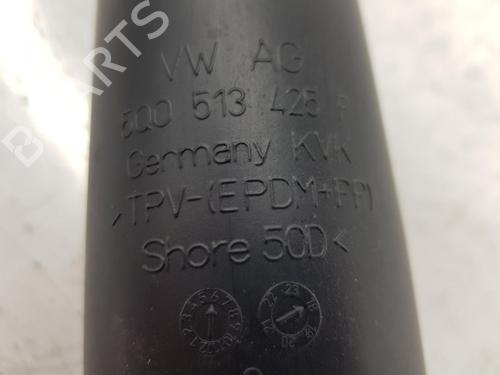 VW AG
5Q0 513 425
Germany KVK
>TPV-(EPDM+PP)
Shore 50D<